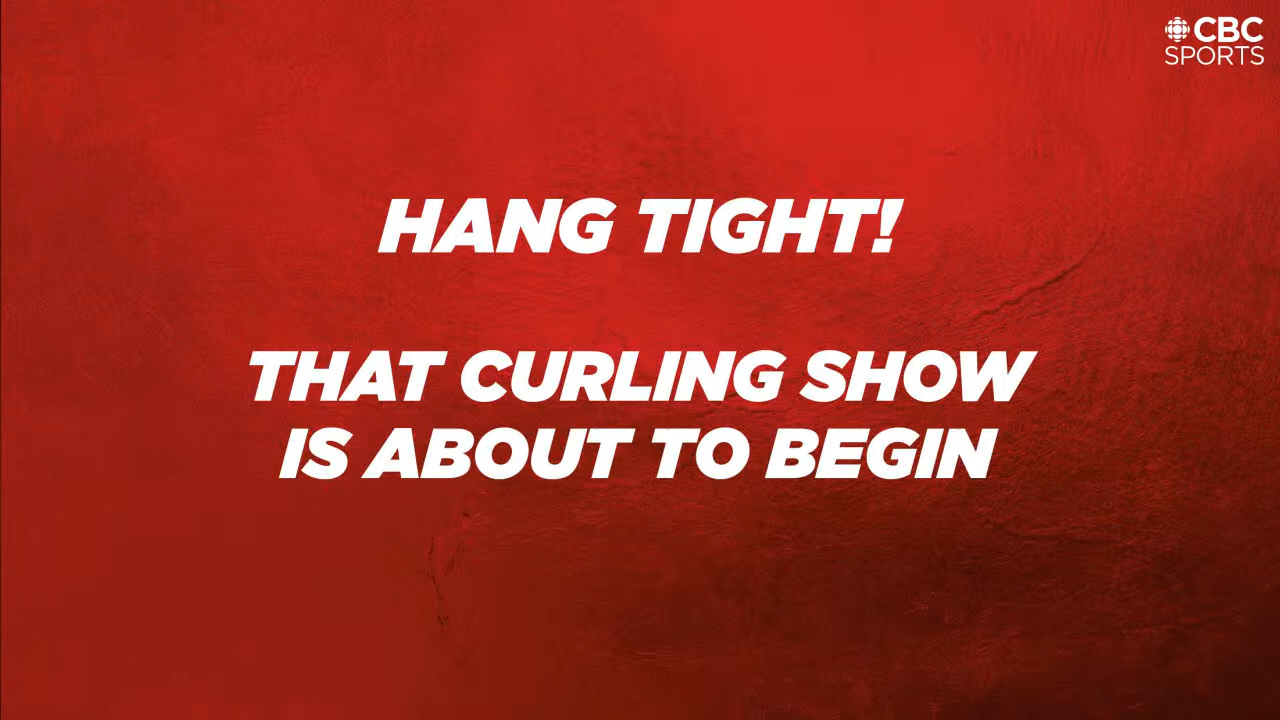 CBC
SPORTS
HANG TIGHT!
THAT CURLING SHOW
IS ABOUT TO BEGIN